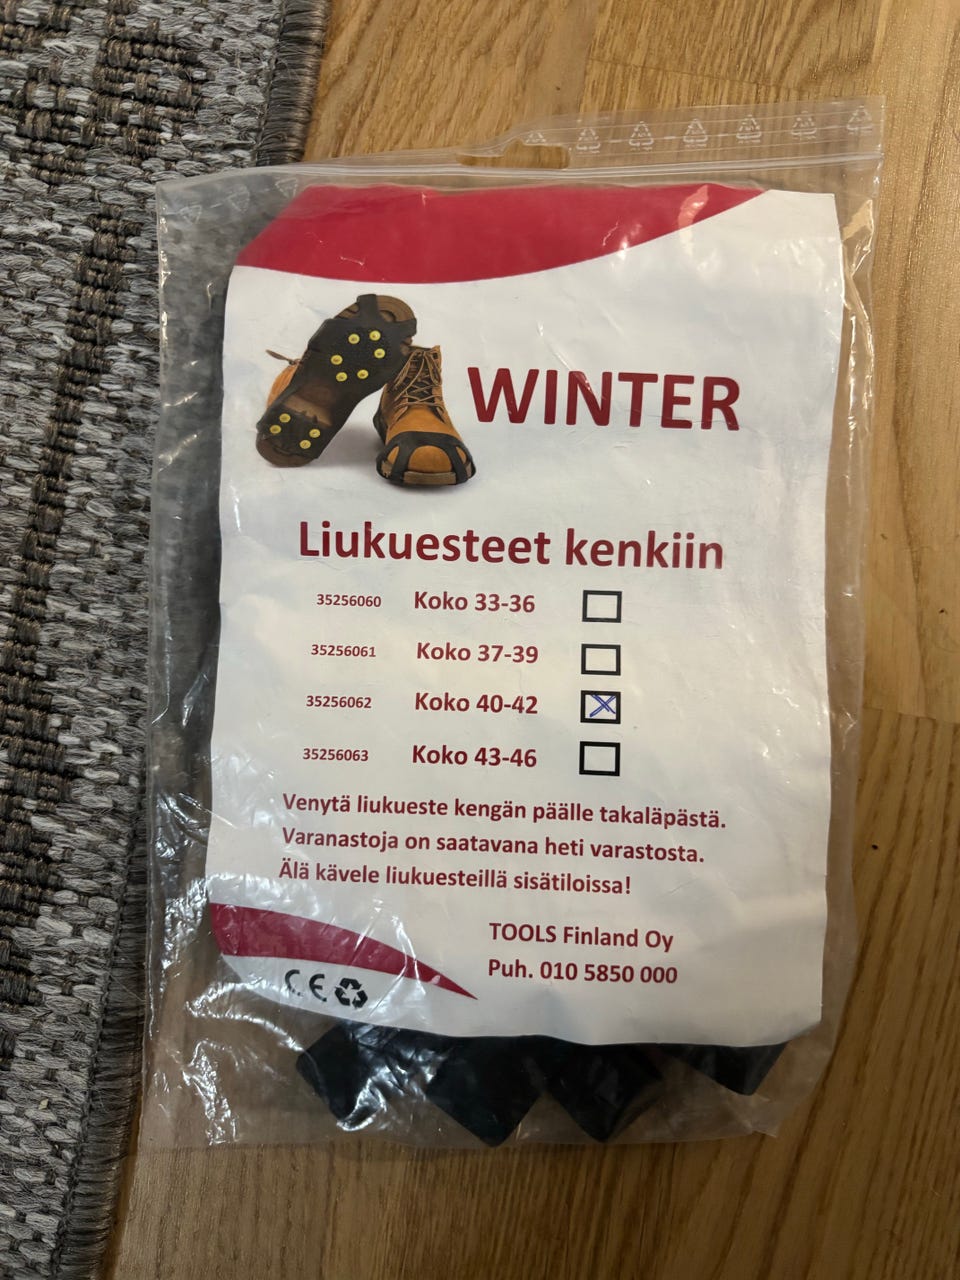 WINTER
Liukuesteet kenkiin
35256060 Koko 33-36
35256061 Koko 37-39
35256062 Koko 40-42
35256063 Koko 43-46
Venytä liukueste kengän päälle takaläpästä.
Varanastoja on saatavana heti varastosta.
Älä kävele liukuesteillä sisätiloissa!
TOOLS Finland Oy
Puh. 010 5850 000
CE